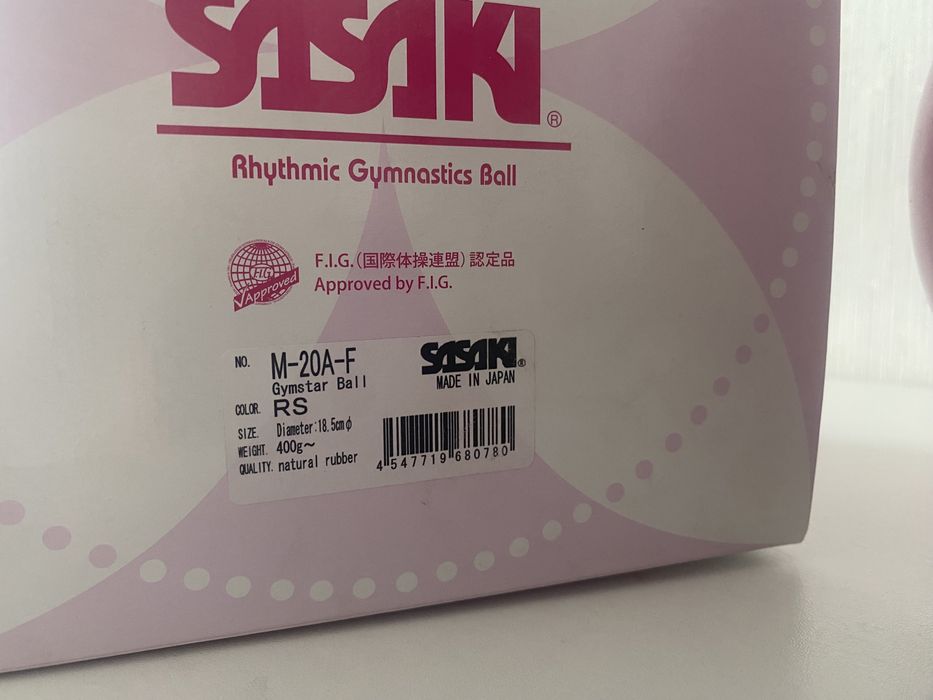 SASAKI®
Rhythmic Gymnastics Ball
F.I.G.
Approved
F.I.G.(国際体操連盟)認定品
Approved by F.I.G.
NO. M-20A-F
Gymstar Ball
SASAKI®
MADE IN JAPAN
COLOR. RS
SIZE. Diameter:18.5cmφ
WEIGHT. 400g~
QUALITY. natural rubber
4 547719 680780